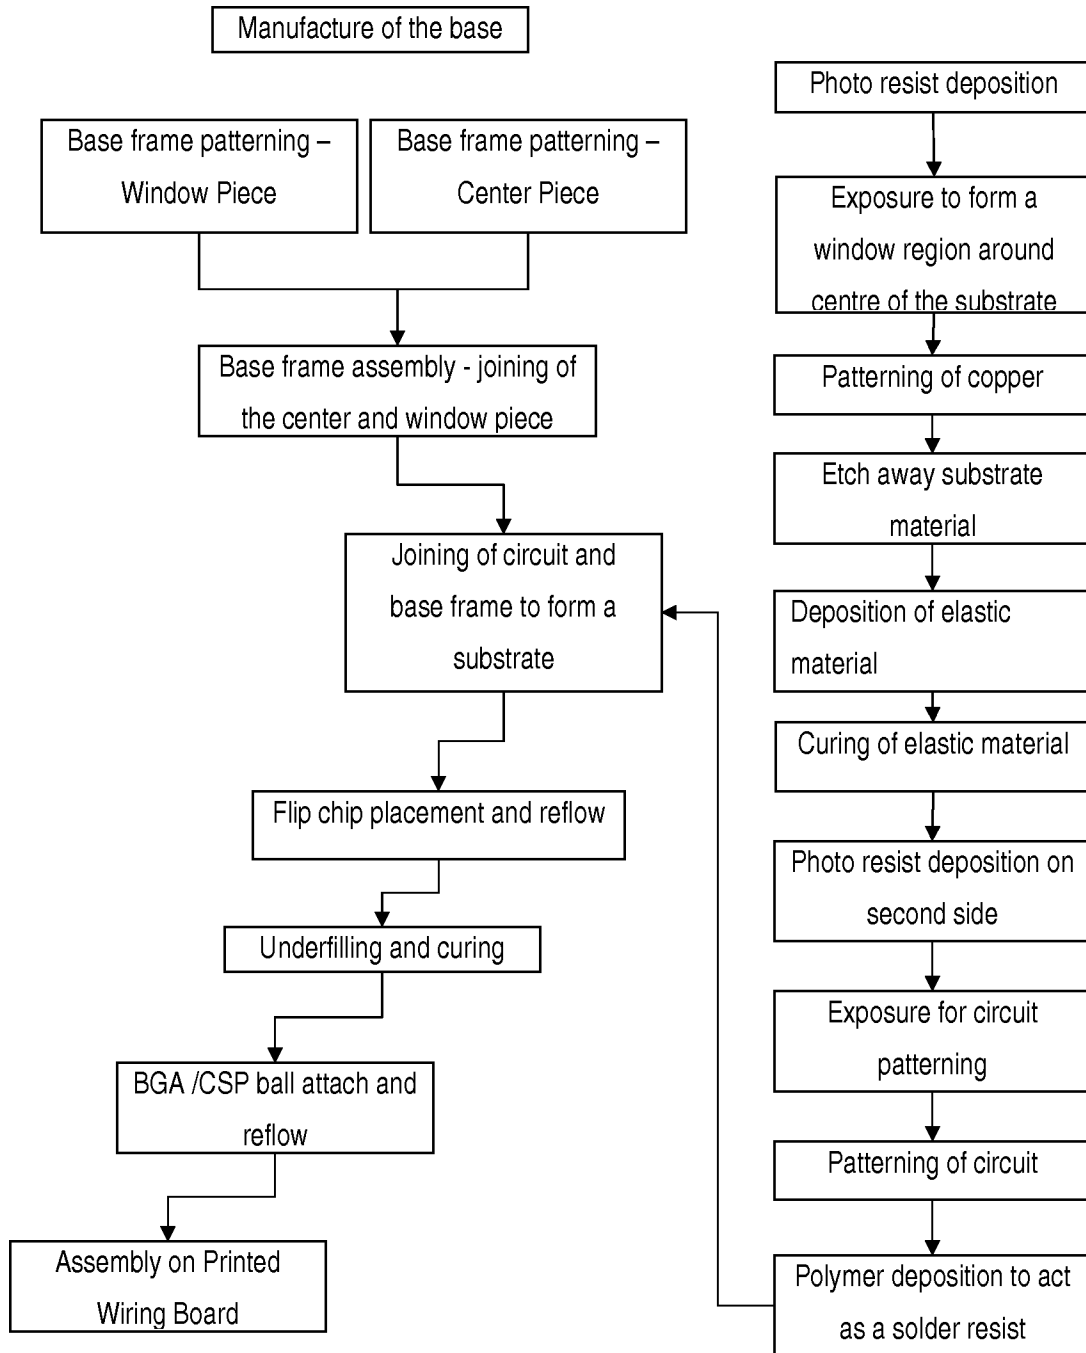 Manufacture of the base
Base frame patterning –
Window Piece
Base frame patterning –
Center Piece
Base frame assembly - joining of
the center and window piece
Joining of circuit and
base frame to form a
substrate
Flip chip placement and reflow
Underfilling and curing
BGA /CSP ball attach and
reflow
Assembly on Printed
Wiring Board
Photo resist deposition
Exposure to form a
window region around
centre of the substrate
Patterning of copper
Etch away substrate
material
Deposition of elastic
material
Curing of elastic material
Photo resist deposition on
second side
Exposure for circuit
patterning
Patterning of circuit
Polymer deposition to act
as a solder resist